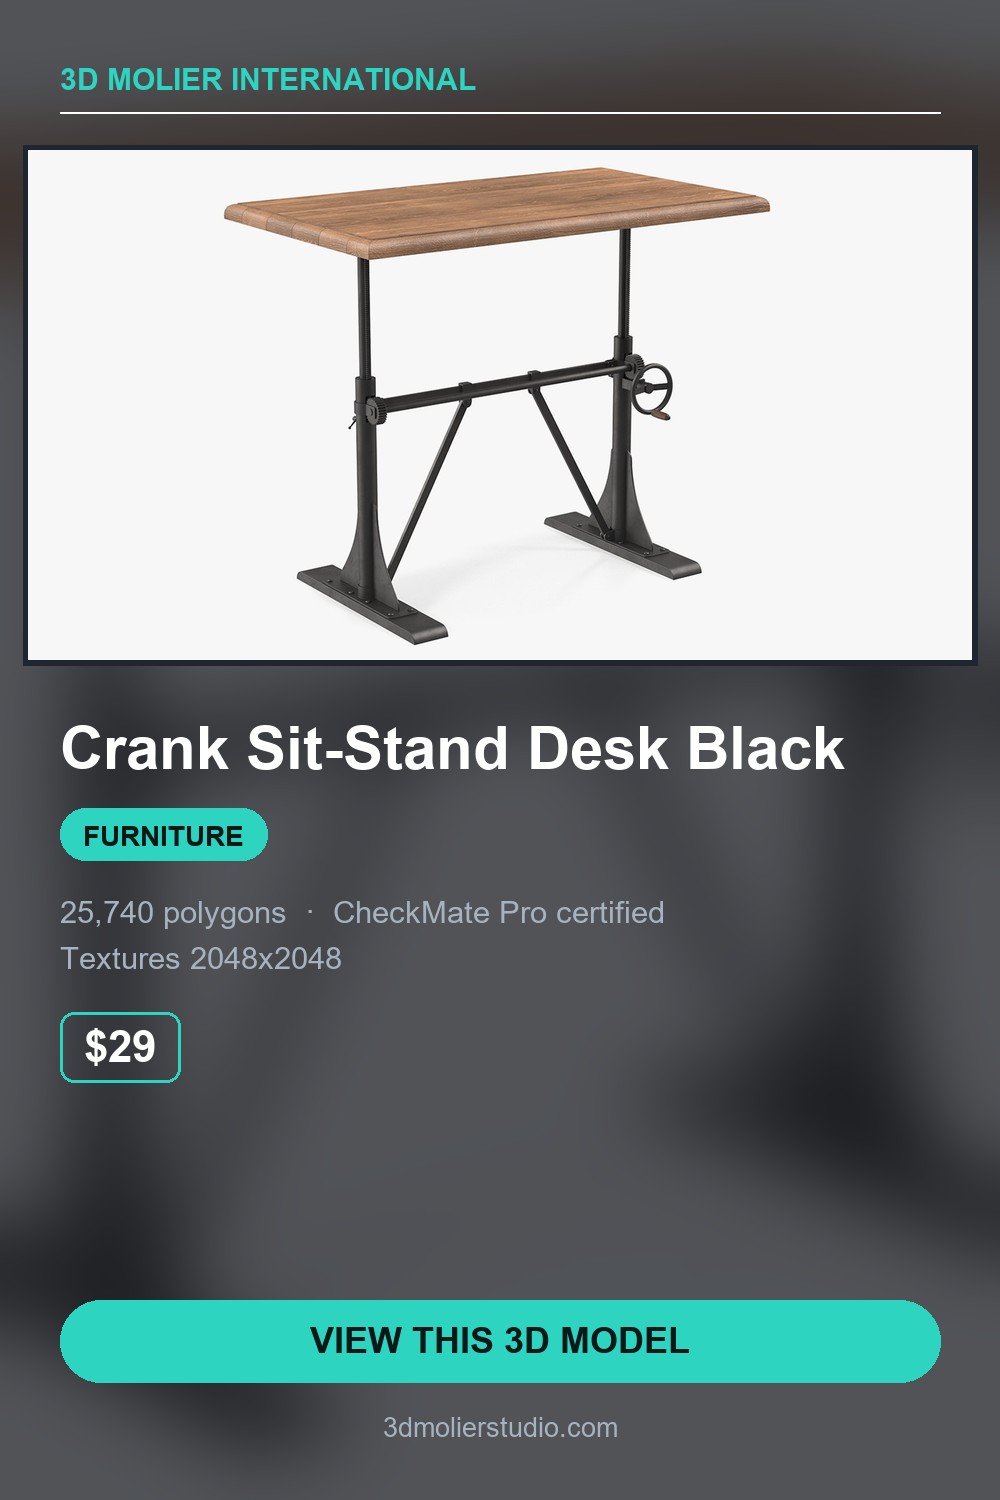 3D MOLIER INTERNATIONAL
Crank Sit-Stand Desk Black
FURNITURE
25,740 polygons · CheckMate Pro certified
Textures 2048x2048
$29
VIEW THIS 3D MODEL
3dmolierstudio.com